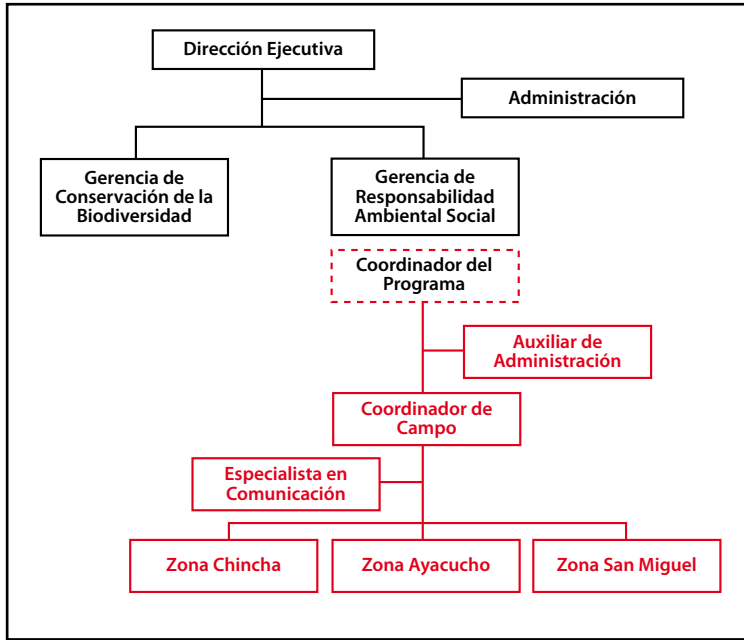 Dirección Ejecutiva
Administración
Gerencia de
Conservación de la
Biodiversidad
Gerencia de
Responsabilidad
Ambiental Social
Coordinador del
Programa
Auxiliar de
Administración
Coordinador de
Campo
Especialista en
Comunicación
Zona Chincha
Zona Ayacucho
Zona San Miguel